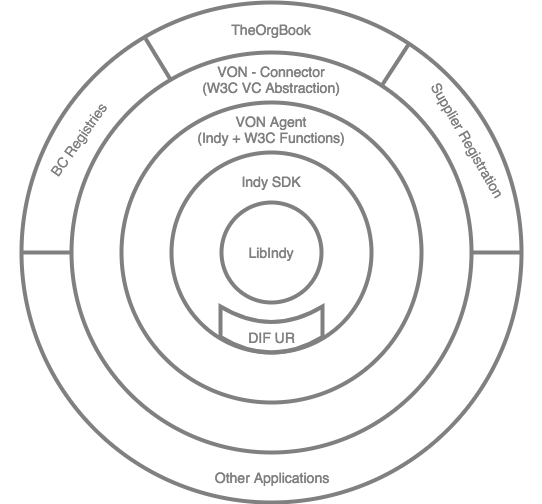 TheOrgBook
VON - Connector
(W3C VC Abstraction)
BC Registries
Supplier Registration
VON Agent
(Indy + W3C Functions)
Indy SDK
LibIndy
DIF UR
Other Applications